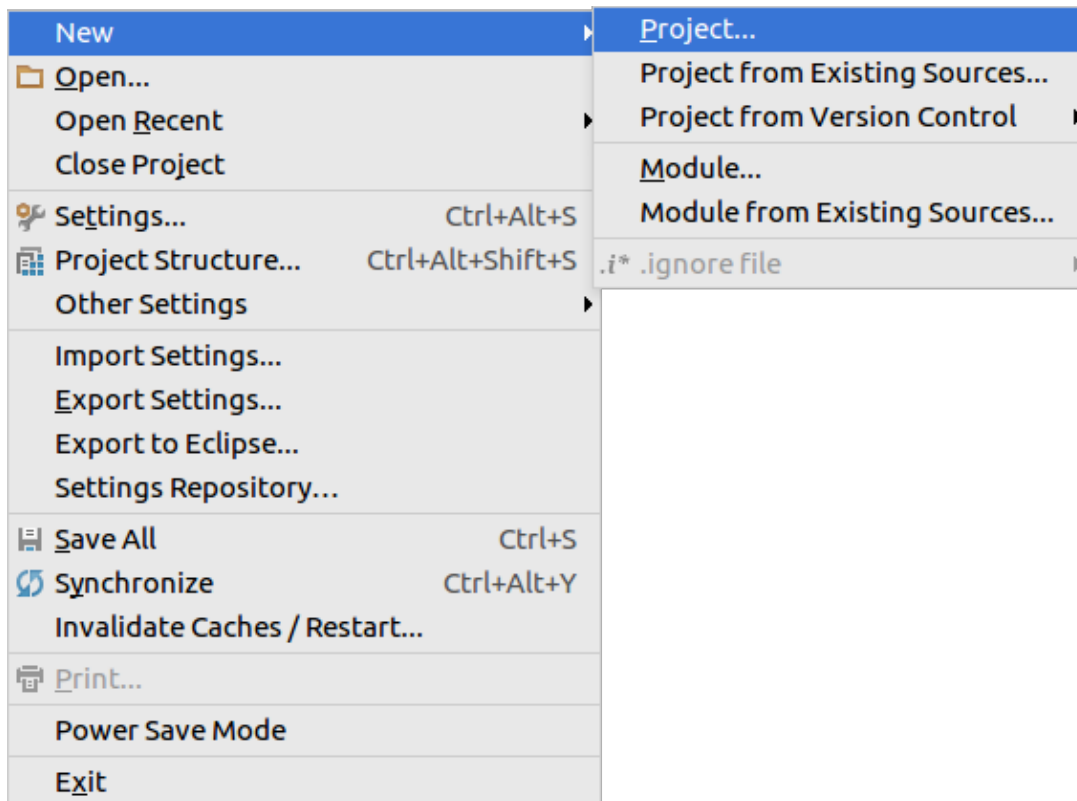 New
Open...
Open Recent
Close Project
Settings... Ctrl+Alt+S
Project Structure... Ctrl+Alt+Shift+S
Other Settings
Import Settings...
Export Settings...
Export to Eclipse...
Settings Repository...
Save All Ctrl+S
Synchronize Ctrl+Alt+Y
Invalidate Caches / Restart...
Print...
Power Save Mode
Exit
Project...
Project from Existing Sources...
Project from Version Control
Module...
Module from Existing Sources...
.i* .ignore file